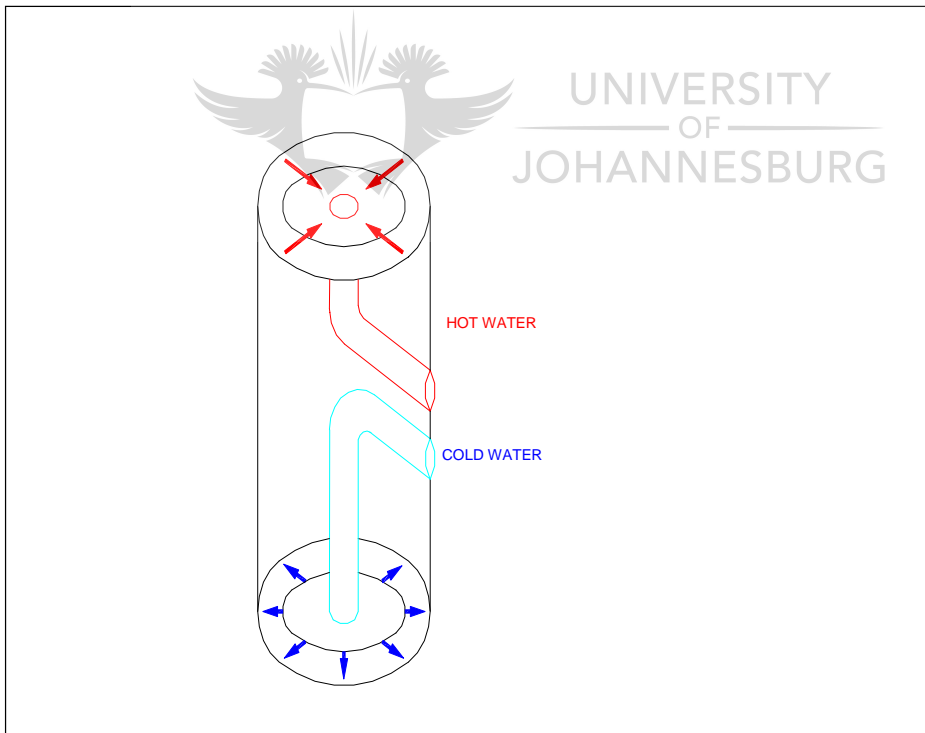 UNIVERSITY
OF
JOHANNESBURG
HOT WATER
COLD WATER